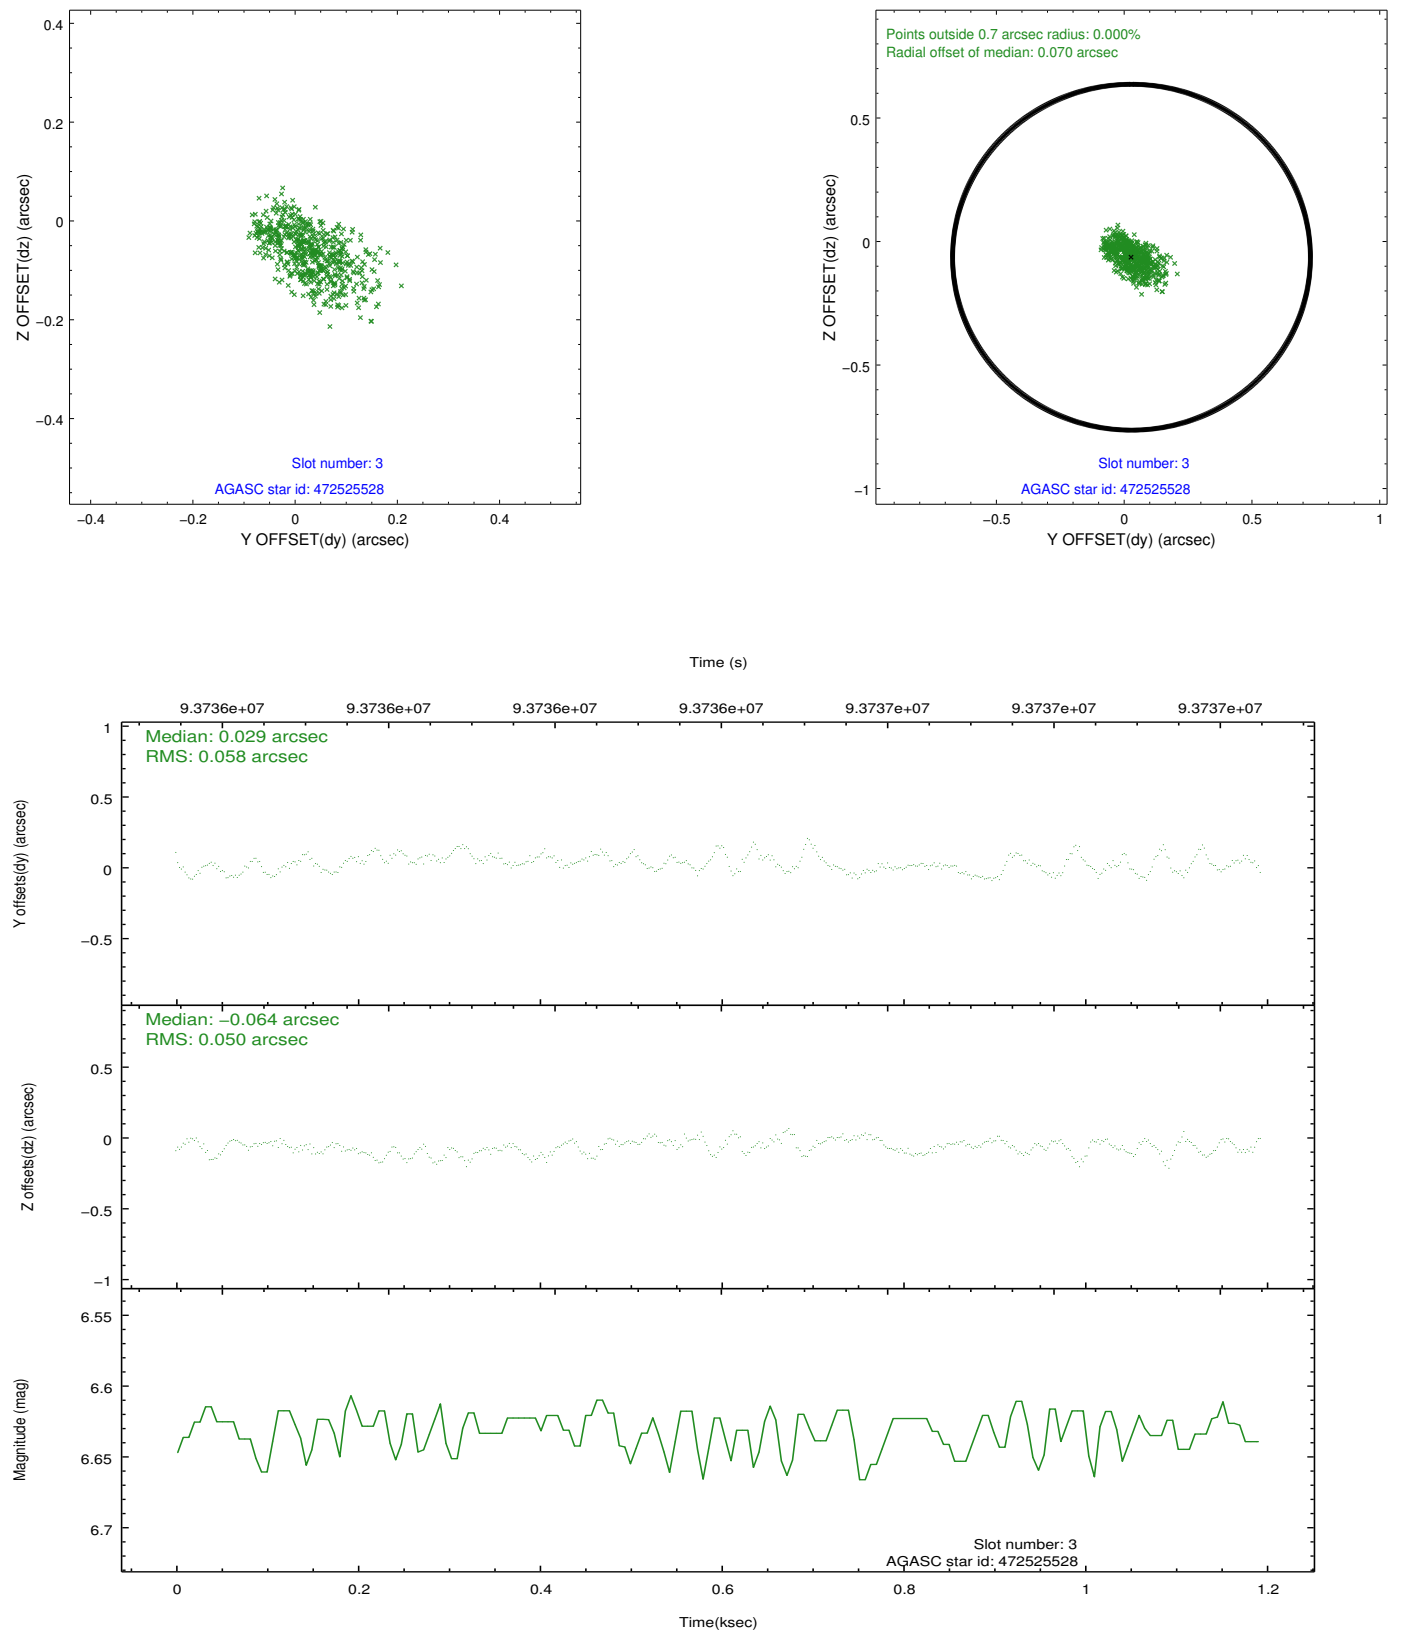 0.4
0.2
0
−0.2
−0.4
Z OFFSET(dz) (arcsec)
Slot number: 3
AGASC star id: 472525528
−0.4 −0.2 0 0.2 0.4
Y OFFSET(dy) (arcsec)
Points outside 0.7 arcsec radius: 0.000%
Radial offset of median: 0.070 arcsec
0.5
0
−0.5
−1
Z OFFSET(dz) (arcsec)
Slot number: 3
AGASC star id: 472525528
−0.5 0 0.5 1
Y OFFSET(dy) (arcsec)
Time (s)
9.3736e+07 9.3736e+07 9.3736e+07 9.3736e+07 9.3737e+07 9.3737e+07 9.3737e+07
Median: 0.029 arcsec
RMS: 0.058 arcsec
1
0.5
0
−0.5
Y offsets(dy) (arcsec)
Median: −0.064 arcsec
RMS: 0.050 arcsec
0.5
0
−0.5
−1
Z offsets(dz) (arcsec)
6.55
6.6
6.65
6.7
Magnitude (mag)
Slot number: 3
AGASC star id: 472525528
0 0.2 0.4 0.6 0.8 1 1.2
Time(ksec)